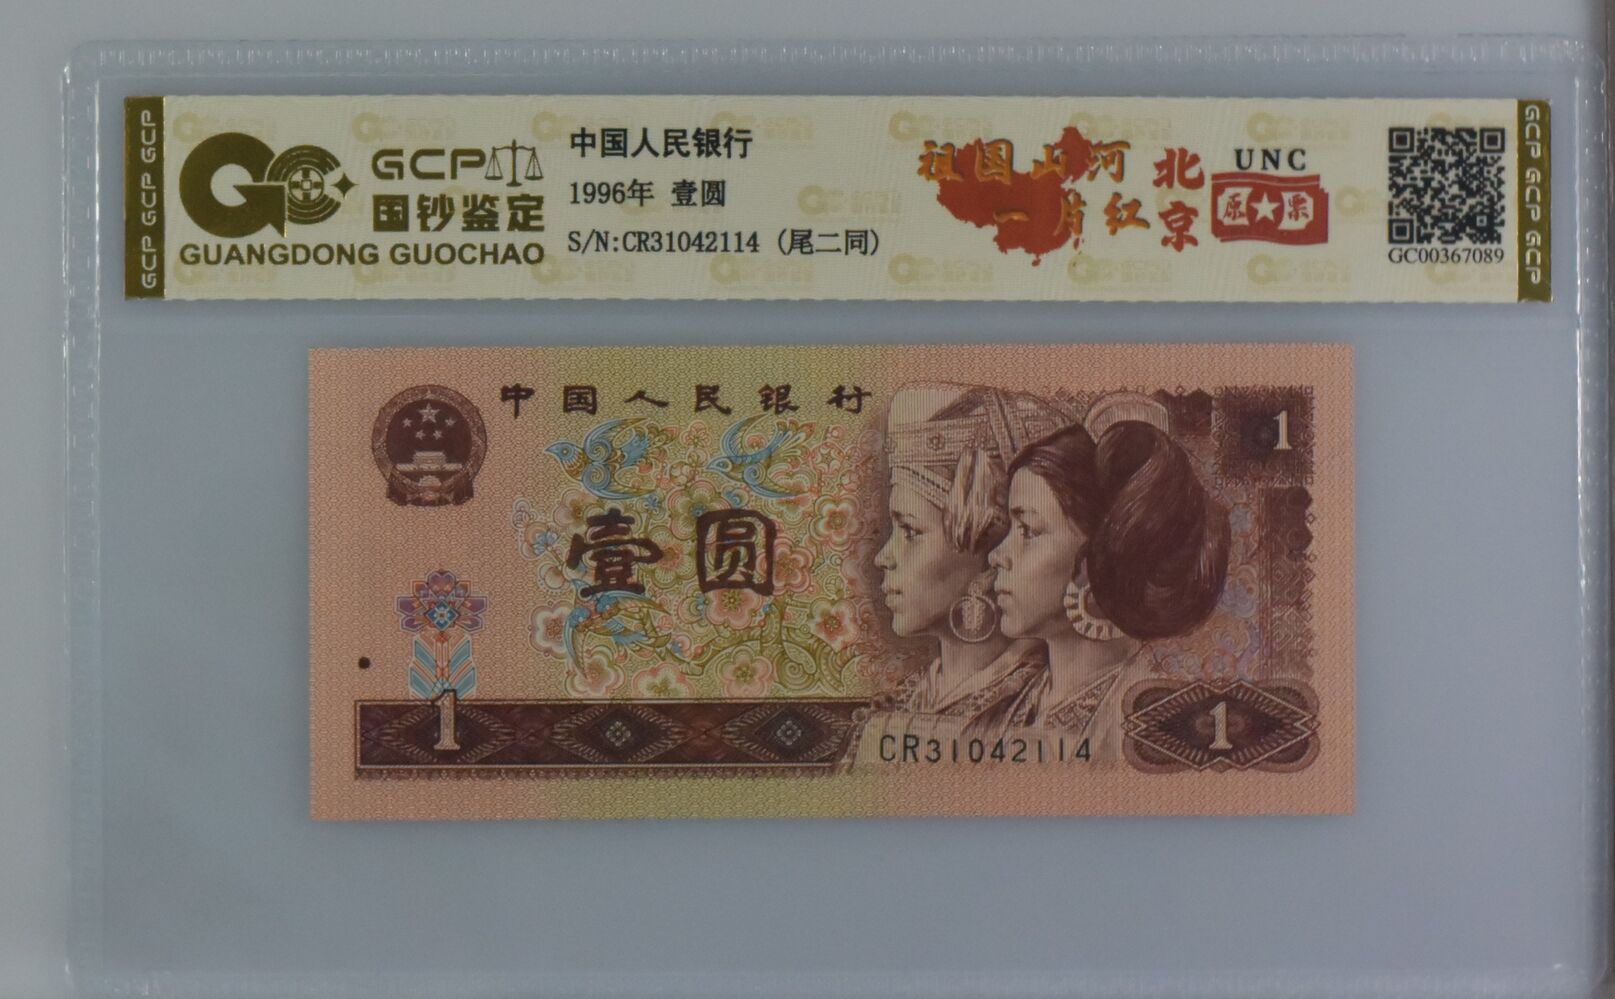 GCP GCP GCP
GCP
国钞鉴定
GUANGDONG GUOCHAO
中国人民银行
1996年 壹圆
S/N:CR31042114 (尾二同)
祖国山河
一片红
北京
UNC
原★票
GC00367089
GCP GCP GCP
中国人民银行
1
壹圆
1
CR31042114
1